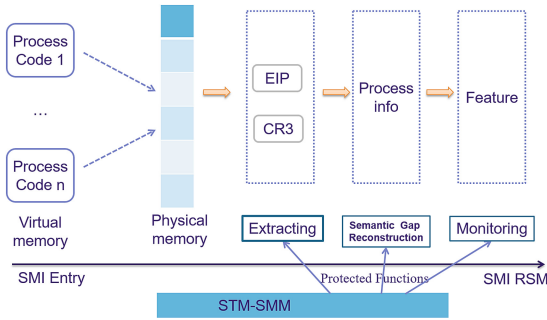 Process
Code 1
...
Process
Code n
Virtual
memory
Physical
memory
EIP
CR3
Process
info
Feature
Extracting
Semantic Gap
Reconstruction
Monitoring
SMI Entry
Protected Functions
SMI RSM
STM-SMM